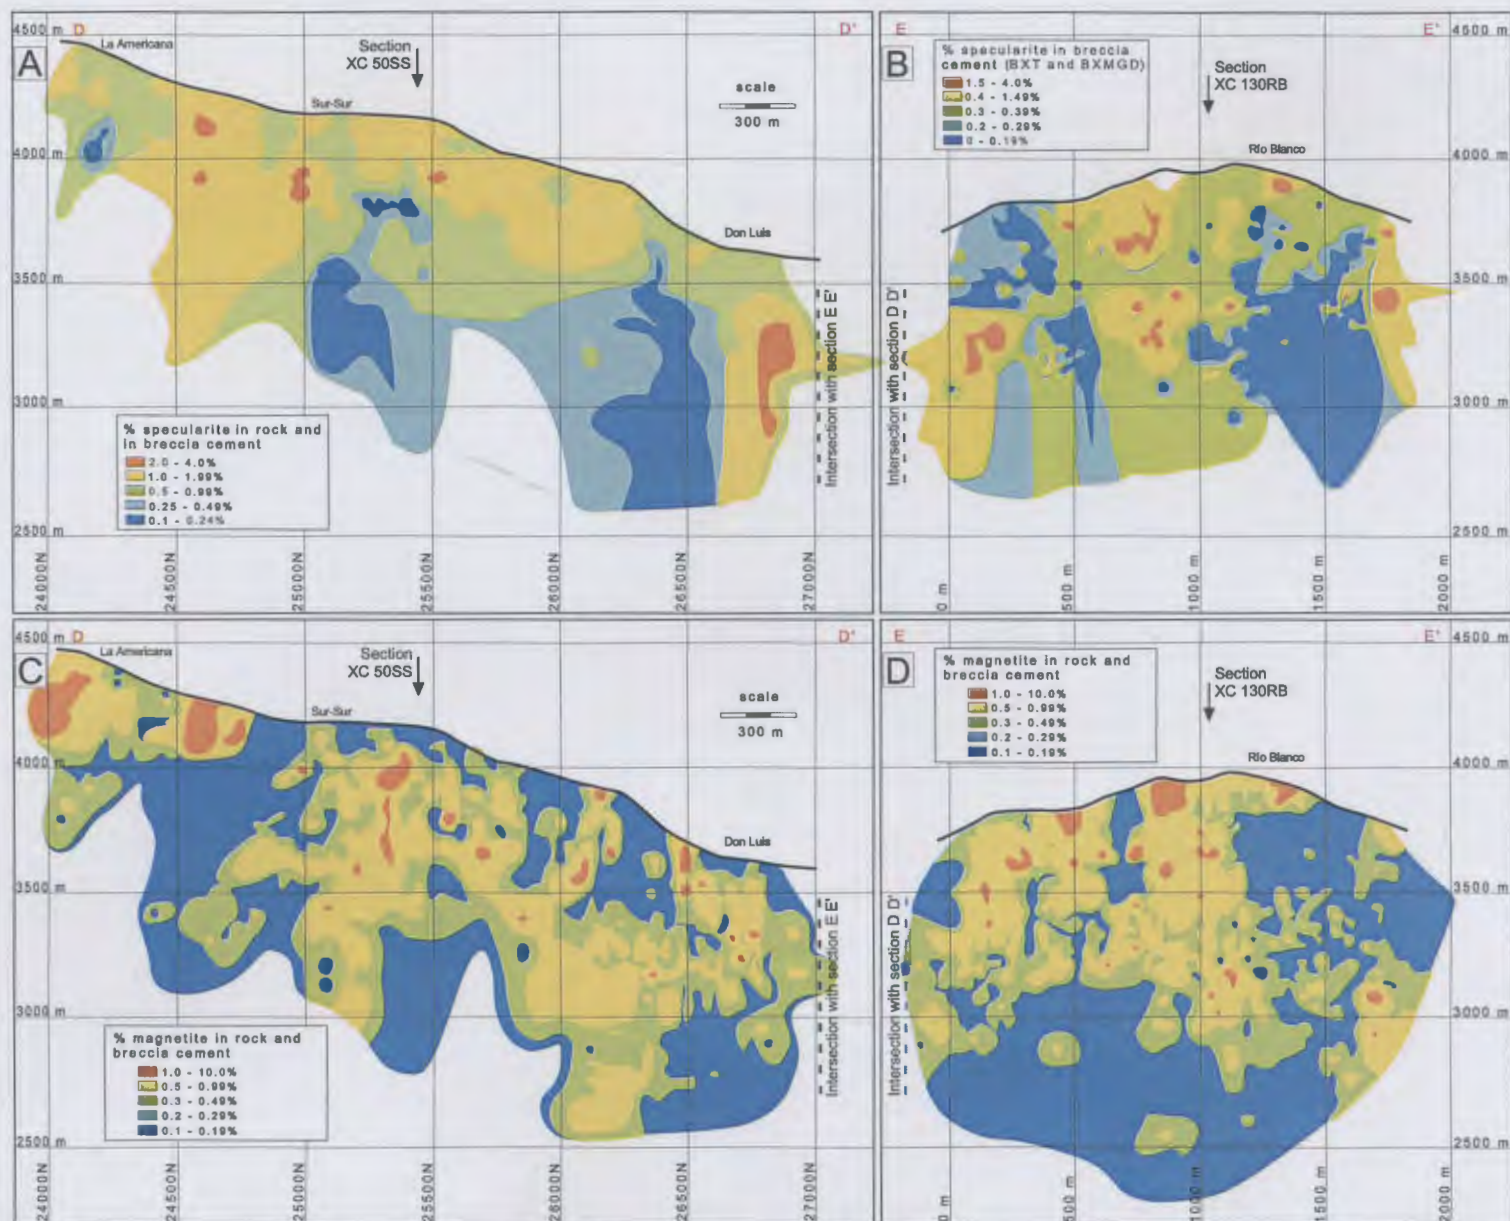 A
4500 m D
La Americana
Section
XC 50SS
D'
Sur-Sur
scale
300 m
4000 m
Don Luis
3500 m
3000 m
2500 m
Intersection with section E E'
% specularite in rock and
in breccia cement
2.0 - 4.0%
1.0 - 1.99%
0.5 - 0.99%
0.25 - 0.49%
0.1 - 0.24%
24000N
24500N
25000N
25500N
26000N
26500N
27000N
B
E
E'
4500 m
% specularite in breccia
cement (BXT and BXMGD)
1.5 - 4.0%
0.4 - 1.49%
0.3 - 0.39%
0.2 - 0.29%
0 - 0.19%
Section
XC 130RB
Río Blanco
4000 m
3500 m
3000 m
2500 m
Intersection with section D D'
0 m
500 m
1000 m
1500 m
2000 m
C
4500 m D
La Americana
Section
XC 50SS
D'
Sur-Sur
scale
300 m
4000 m
Don Luis
3500 m
3000 m
2500 m
Intersection with section E E'
% magnetite in rock and
breccia cement
1.0 - 10.0%
0.5 - 0.99%
0.3 - 0.49%
0.2 - 0.29%
0.1 - 0.19%
24000N
24500N
25000N
25500N
26000N
26500N
27000N
D
E
E'
4500 m
% magnetite in rock and
breccia cement
1.0 - 10.0%
0.5 - 0.99%
0.3 - 0.49%
0.2 - 0.29%
0.1 - 0.19%
Section
XC 130RB
Río Blanco
4000 m
3500 m
3000 m
2500 m
Intersection with section D D'
0 m
500 m
1000 m
1500 m
2000 m